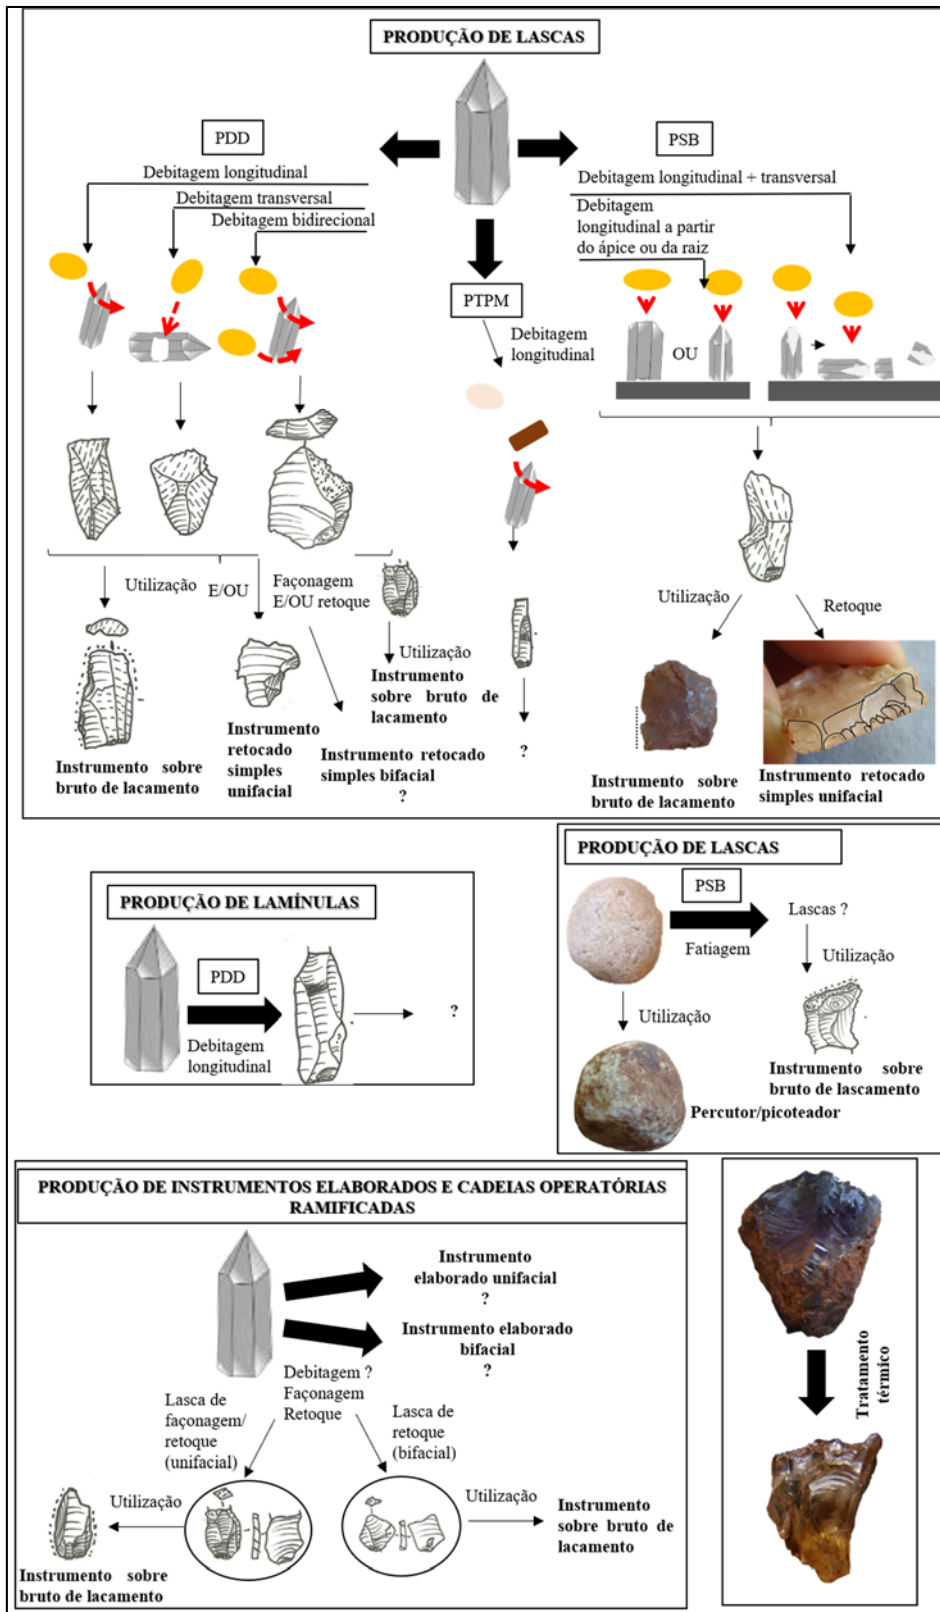 PRODUÇÃO DE LASCAS
PDD
Debitagem longitudinal
Debitagem transversal
Debitagem bidirecional
PSB
Debitagem longitudinal + transversal
Debitagem
longitudinal a partir
do ápice ou da raiz
OU
PTPM
Debitagem
longitudinal
Utilização
E/OU
Façonagem
E/OU retoque
Utilização
Instrumento
sobre bruto de
lacamento
Instrumento sobre
bruto de lacamento
Instrumento
retocado
simples
unifacial
Instrumento retocado
simples bifacial
?
?
Utilização
Retoque
Instrumento sobre
bruto de lacamento
Instrumento retocado
simples unifacial
PRODUÇÃO DE LAMÍNULAS
PDD
Debitagem
longitudinal
?
PRODUÇÃO DE LASCAS
PSB
Fatiagem
Lascas ?
Utilização
Utilização
Instrumento sobre
bruto de lascamento
Percutor/picoteador
PRODUÇÃO DE INSTRUMENTOS ELABORADOS E CADEIAS OPERATÓRIAS
RAMIFICADAS
Instrumento
elaborado unifacial
?
Instrumento elaborado
bifacial
?
Debitagem ?
Façonagem
Retoque
Lasca de
façonagem/
retoque
(unifacial)
Lasca de
retoque
(bifacial)
Utilização
Utilização
Instrumento sobre
bruto de lacamento
Instrumento
sobre bruto de
lacamento
Tratamento
térmico